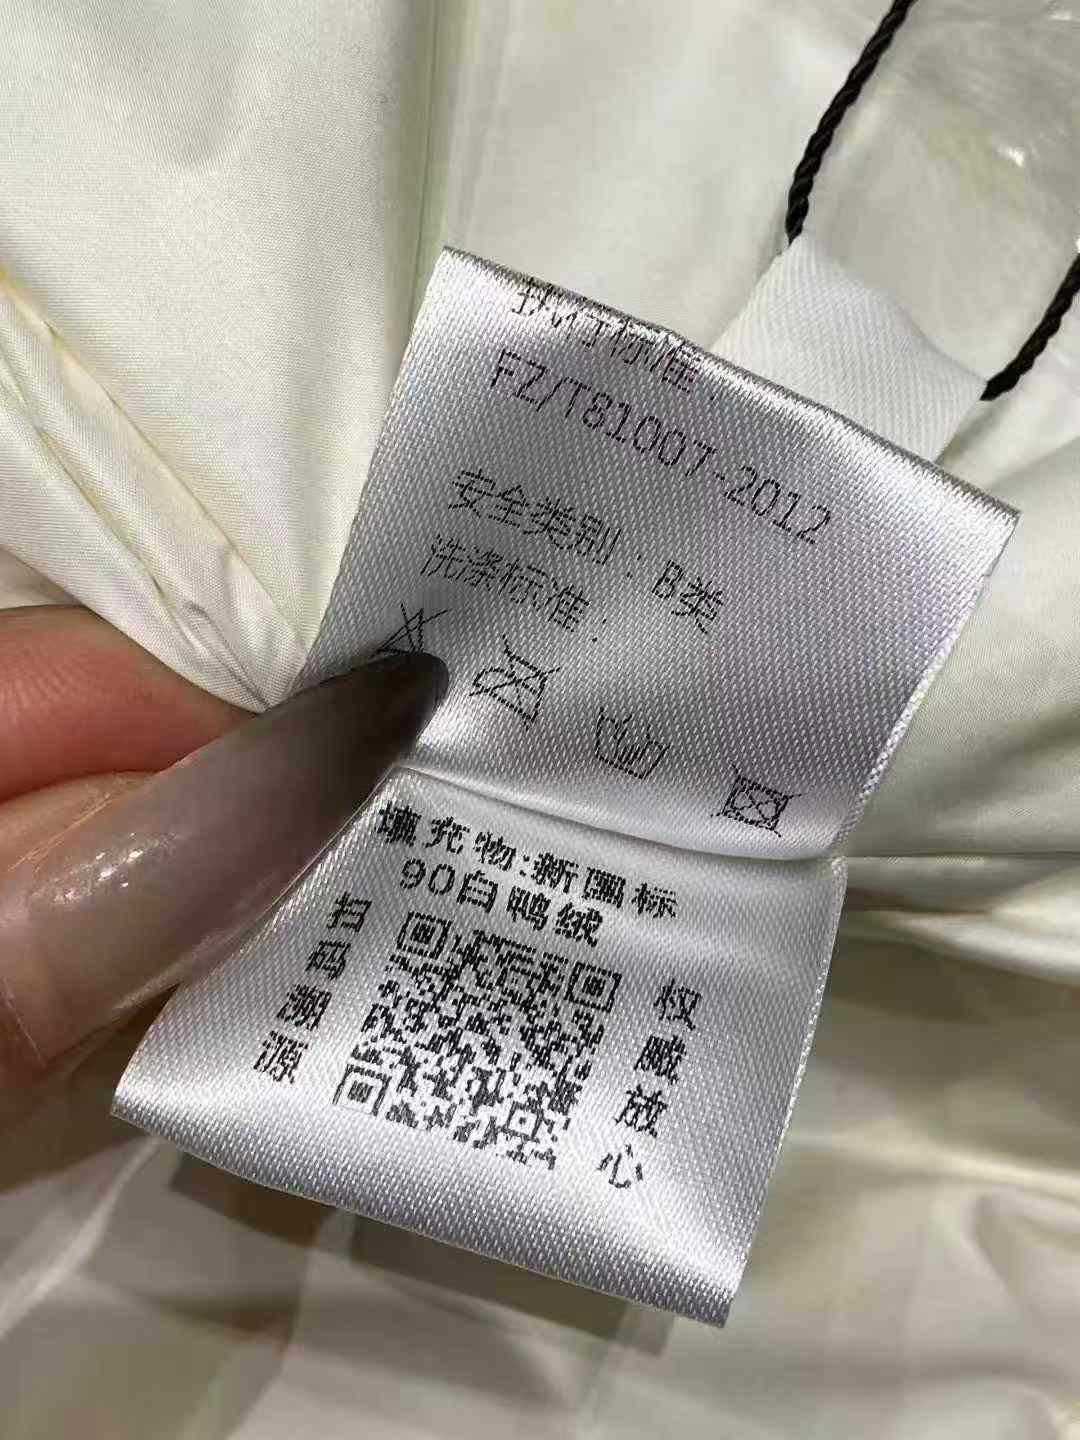 执行标准：
FZ/T81007-2012
安全类别：B类
洗涤标准：
填充物:新国标
90白鸭绒
扫码溯源
权威放心